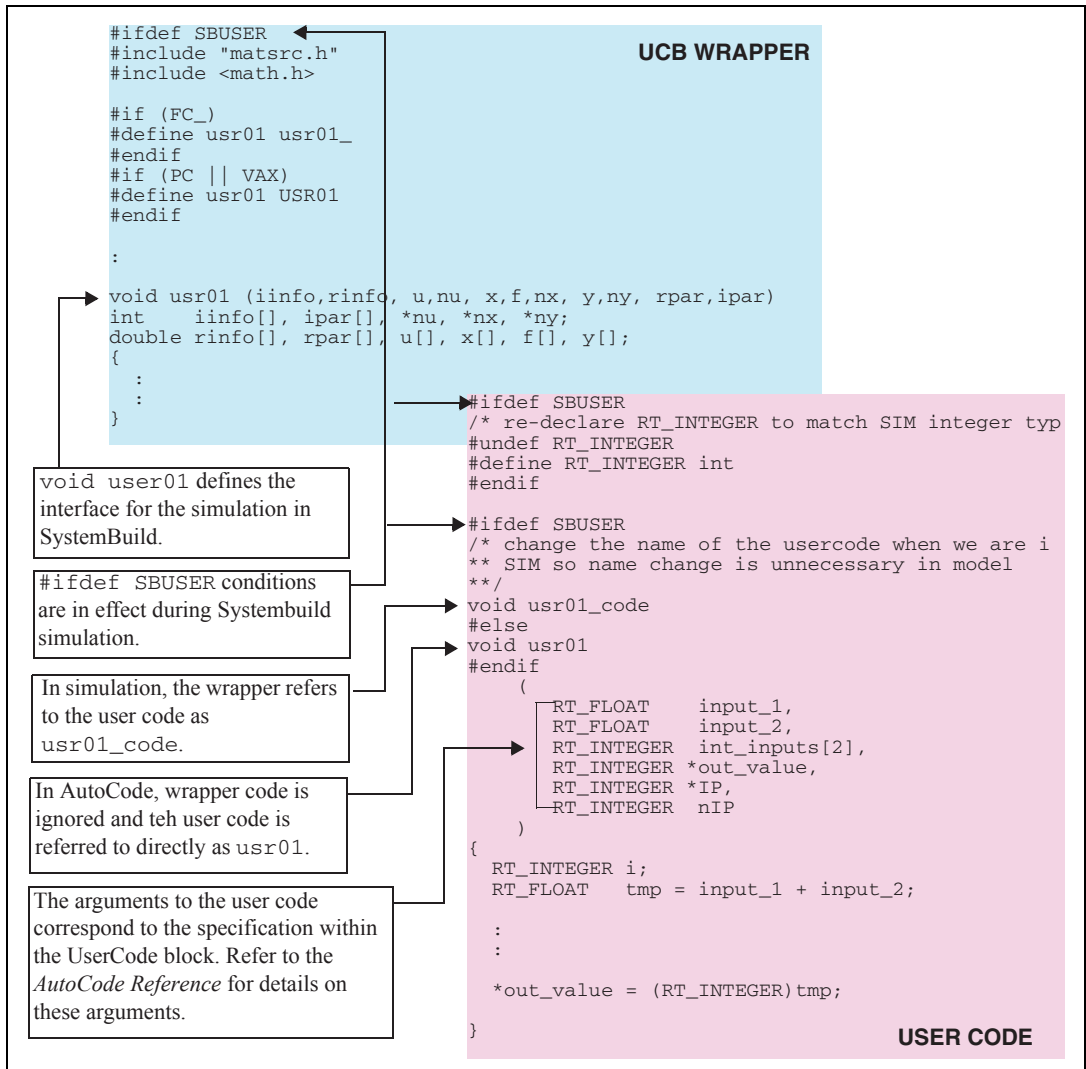 #ifdef SBUSER
#include "matsrc.h"
#include <math.h>
UCB WRAPPER
#if (FC_)
#define usr01 usr01_
#endif
#if (PC || VAX)
#define usr01 USR01
#endif
:
void usr01 (iinfo,rinfo, u,nu, x,f,nx, y,ny, rpar,ipar)
int     iinfo[], ipar[], *nu, *nx, *ny;
double rinfo[], rpar[], u[], x[], f[], y[];
{
  :
  :
}
#ifdef SBUSER
/* re-declare RT_INTEGER to match SIM integer typ
#undef RT_INTEGER
#define RT_INTEGER int
#endif
#ifdef SBUSER
/* change the name of the usercode when we are i
** SIM so name change is unnecessary in model
**/
void usr01_code
#else
void usr01
#endif
(
RT_FLOAT    input_1,
RT_FLOAT    input_2,
RT_INTEGER  int_inputs[2],
RT_INTEGER *out_value,
RT_INTEGER *IP,
RT_INTEGER  nIP
)
{
RT_INTEGER i;
RT_FLOAT   tmp = input_1 + input_2;
:
:
*out_value = (RT_INTEGER)tmp;
}
USER CODE
void user01 defines the
interface for the simulation in
SystemBuild.
#ifdef SBUSER conditions
are in effect during Systembuild
simulation.
In simulation, the wrapper refers
to the user code as
usr01_code.
In AutoCode, wrapper code is
ignored and teh user code is
referred to directly as usr01.
The arguments to the user code
correspond to the specification within
the UserCode block. Refer to the
AutoCode Reference for details on
these arguments.